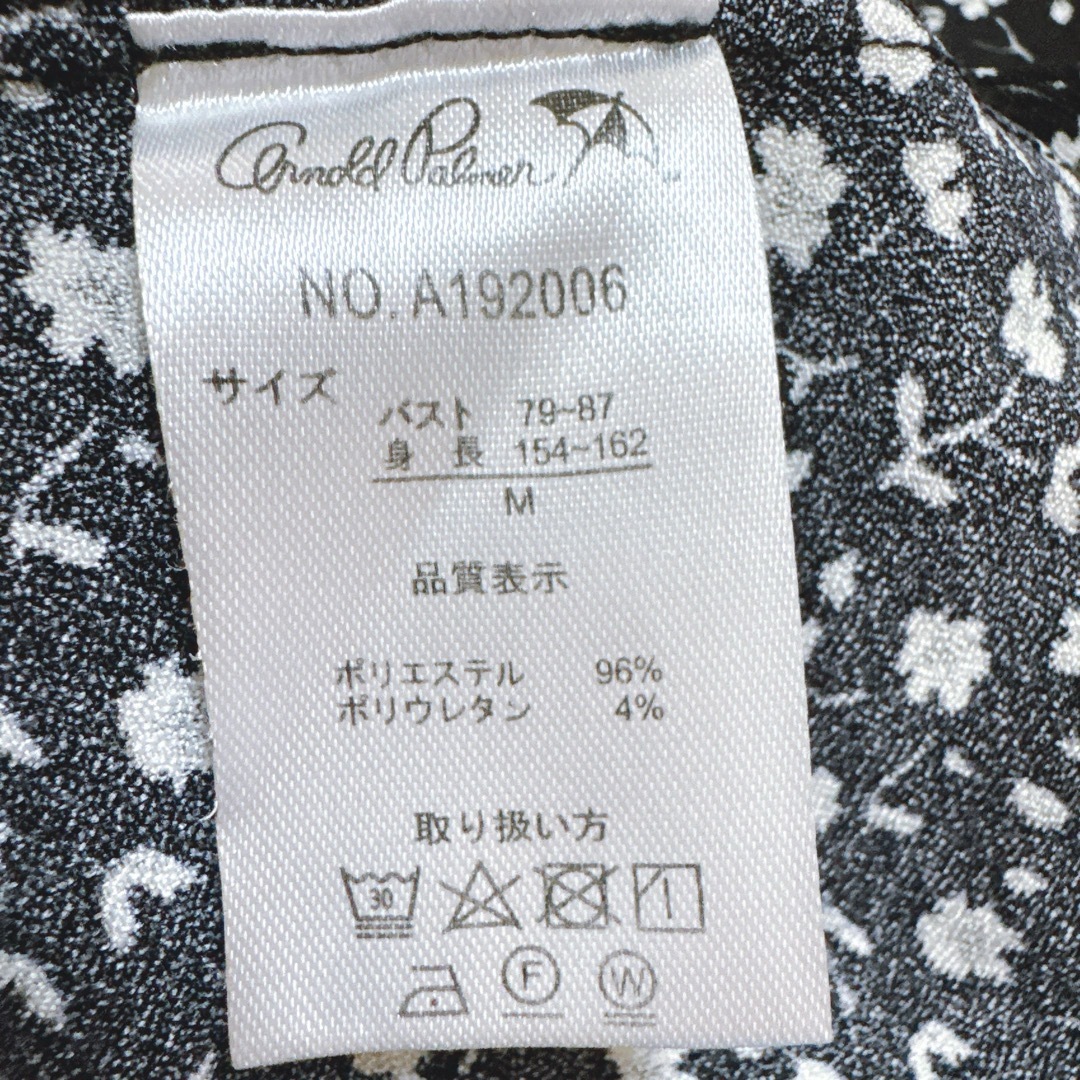 Arnold Palmer
NO. A192006
サイズ
バスト 79~87
身長 154~162
M
品質表示
ポリエステル 96%
ポリウレタン 4%
取り扱い方
30
F W